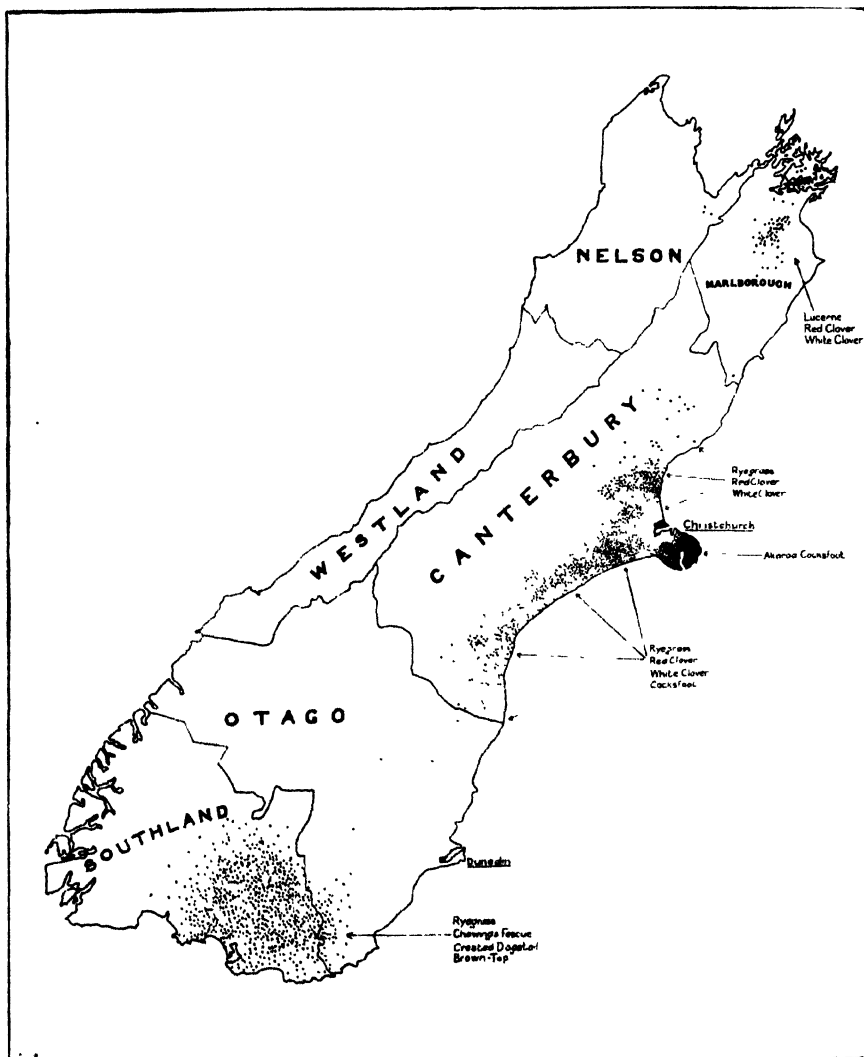 NELSON
MARLBOROUGH
Lucerne
Red Clover
White Clover
CANTERBURY
WESTLAND
Ryegrass
Red Clover
White Clover
Christchurch
Akaroa Cocksfoot
Ryegrass
Red Clover
White Clover
Cocksfoot
OTAGO
SOUTHLAND
Dunedin
Ryegrass
Chewings Fescue
Crested Dogstail
Brown-Top